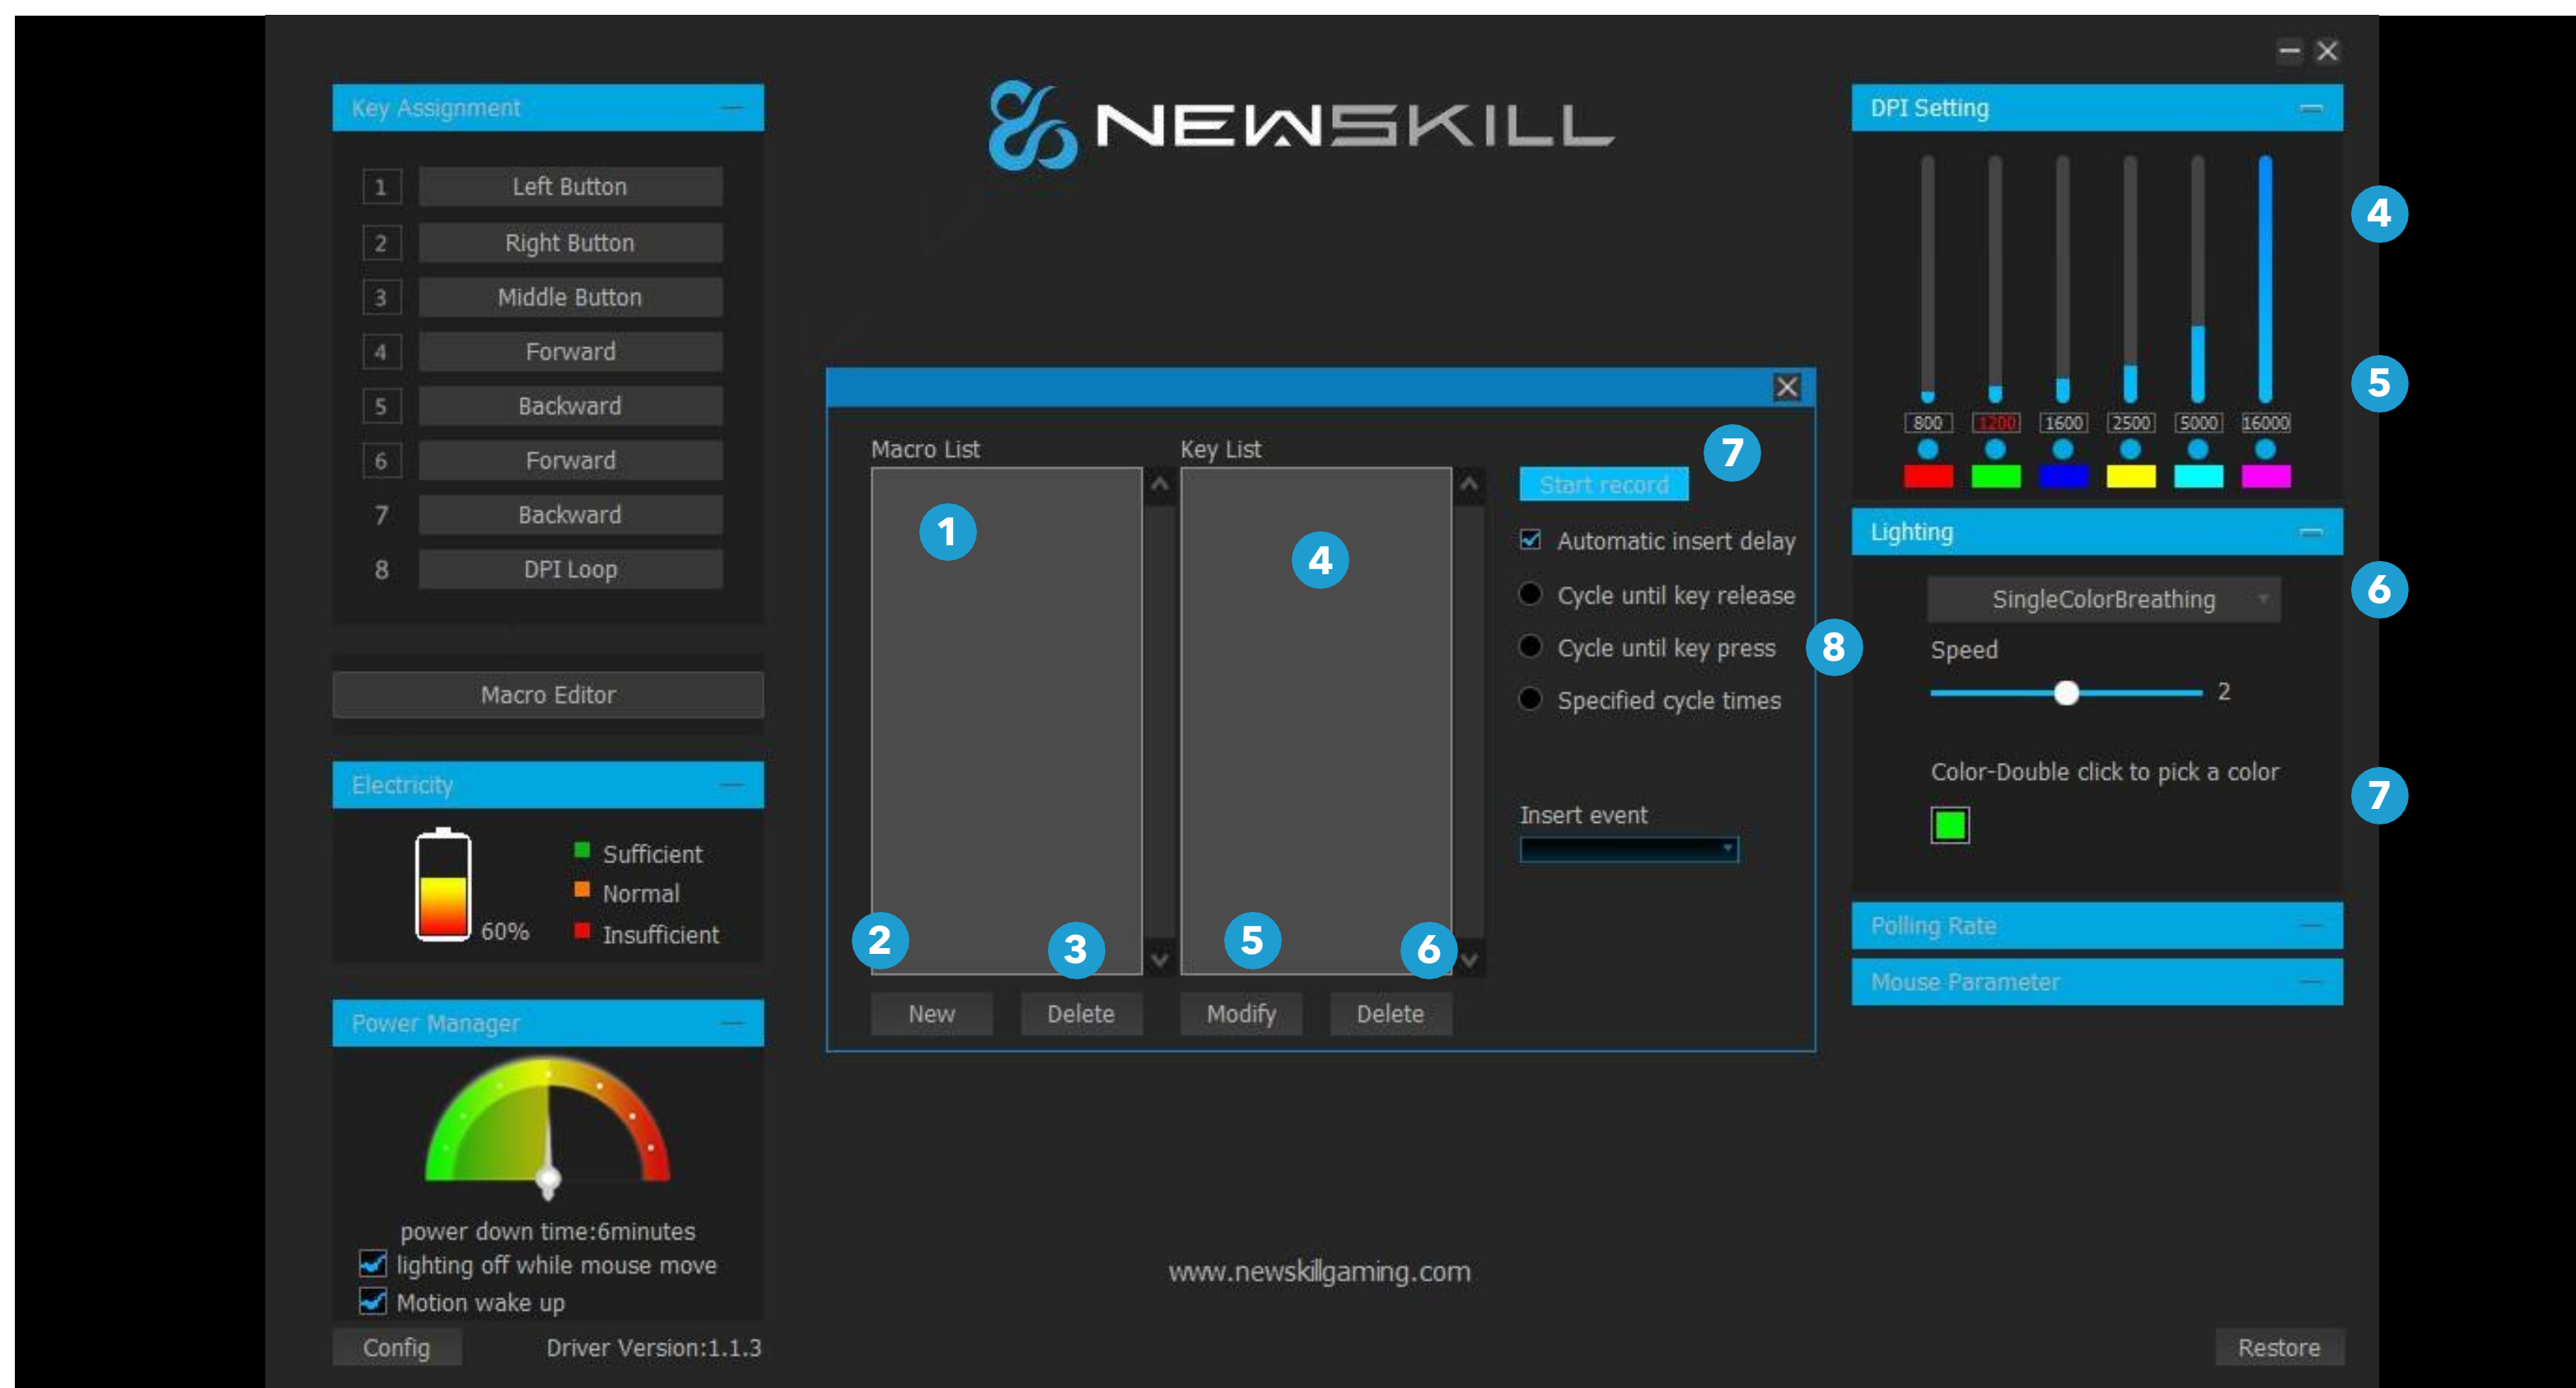 Key Assignment
1 Left Button
2 Right Button
3 Middle Button
4 Forward
5 Backward
6 Forward
7 Backward
8 DPI Loop
Macro Editor
Electricity
60%
Sufficient
Normal
Insufficient
Power Manager
power down time:6minutes
lighting off while mouse move
Motion wake up
Config
Driver Version:1.1.3
NEWSKILL
Macro List
Key List
7
Start record
1
4
Automatic insert delay
Cycle until key release
Cycle until key press
8
Specified cycle times
Insert event
2
3
5
6
New
Delete
Modify
Delete
www.newskillgaming.com
DPI Setting
4
5
800 1200 1600 2500 5000 16000
Lighting
SingleColorBreathing
6
Speed
2
Color-Double click to pick a color
7
Polling Rate
Mouse Parameter
Restore